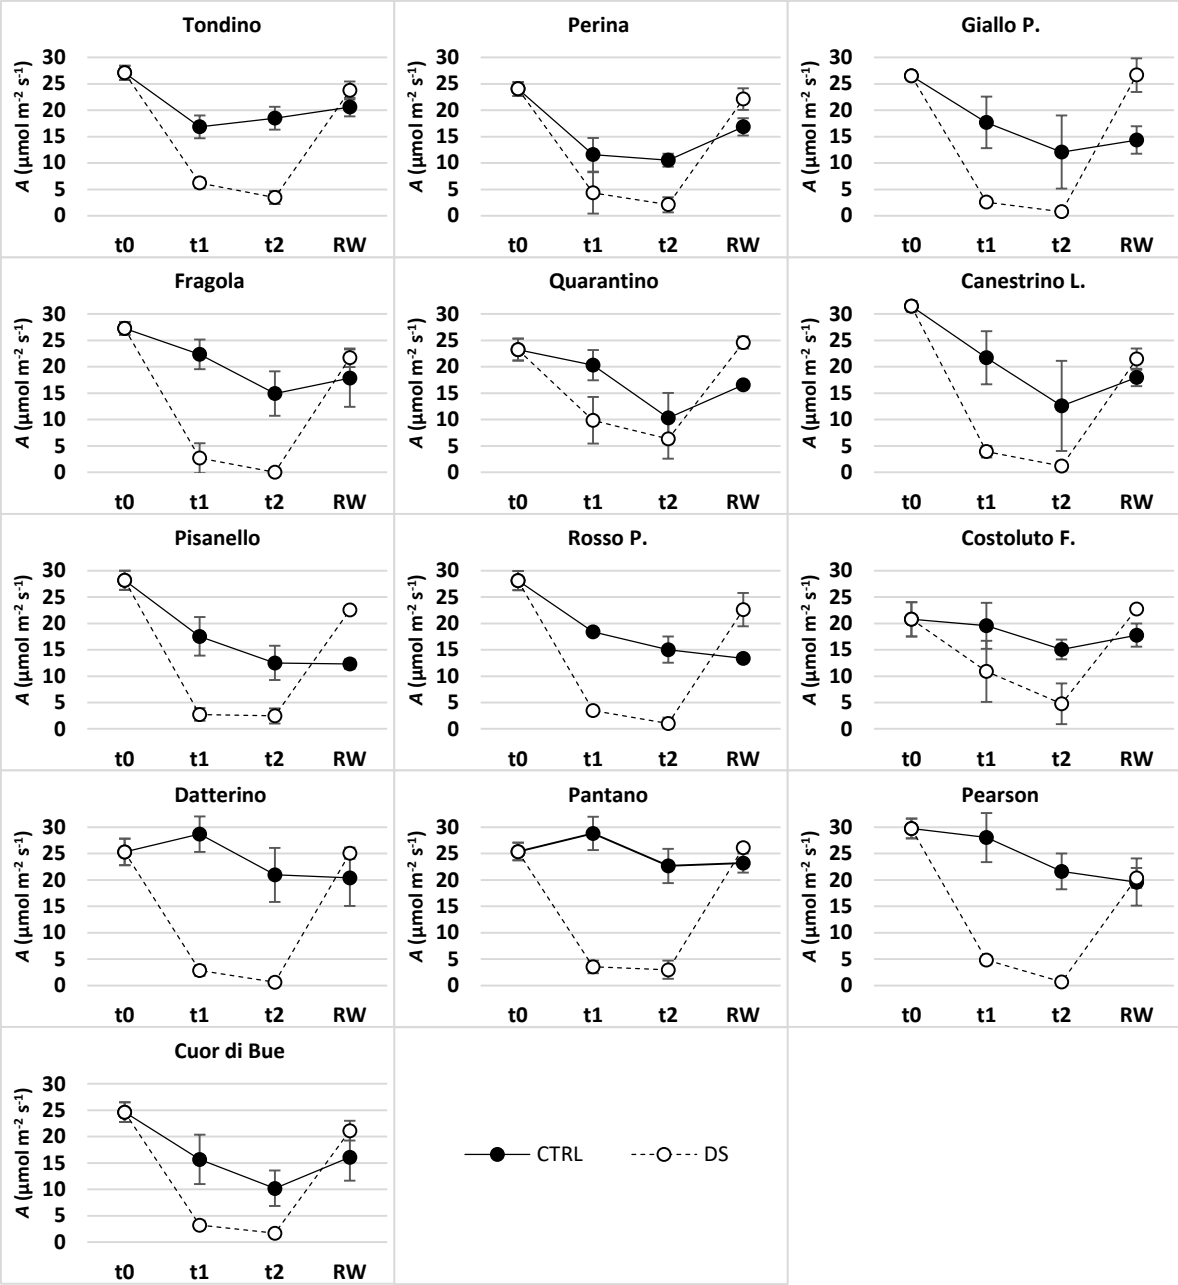 Tondino
Perina
Giallo P.
A (µmol m⁻² s⁻¹)
30
25
20
15
10
5
0
t0 t1 t2 RW
A (µmol m⁻² s⁻¹)
30
25
20
15
10
5
0
t0 t1 t2 RW
A (µmol m⁻² s⁻¹)
30
25
20
15
10
5
0
t0 t1 t2 RW
Fragola
Quarantino
Canestrino L.
A (µmol m⁻² s⁻¹)
30
25
20
15
10
5
0
t0 t1 t2 RW
A (µmol m⁻² s⁻¹)
30
25
20
15
10
5
0
t0 t1 t2 RW
A (µmol m⁻² s⁻¹)
30
25
20
15
10
5
0
t0 t1 t2 RW
Pisanello
Rosso P.
Costoluto F.
A (µmol m⁻² s⁻¹)
30
25
20
15
10
5
0
t0 t1 t2 RW
A (µmol m⁻² s⁻¹)
30
25
20
15
10
5
0
t0 t1 t2 RW
A (µmol m⁻² s⁻¹)
30
25
20
15
10
5
0
t0 t1 t2 RW
Datterino
Pantano
Pearson
A (µmol m⁻² s⁻¹)
30
25
20
15
10
5
0
t0 t1 t2 RW
A (µmol m⁻² s⁻¹)
30
25
20
15
10
5
0
t0 t1 t2 RW
A (µmol m⁻² s⁻¹)
30
25
20
15
10
5
0
t0 t1 t2 RW
Cuor di Bue
A (µmol m⁻² s⁻¹)
30
25
20
15
10
5
0
t0 t1 t2 RW
CTRL DS